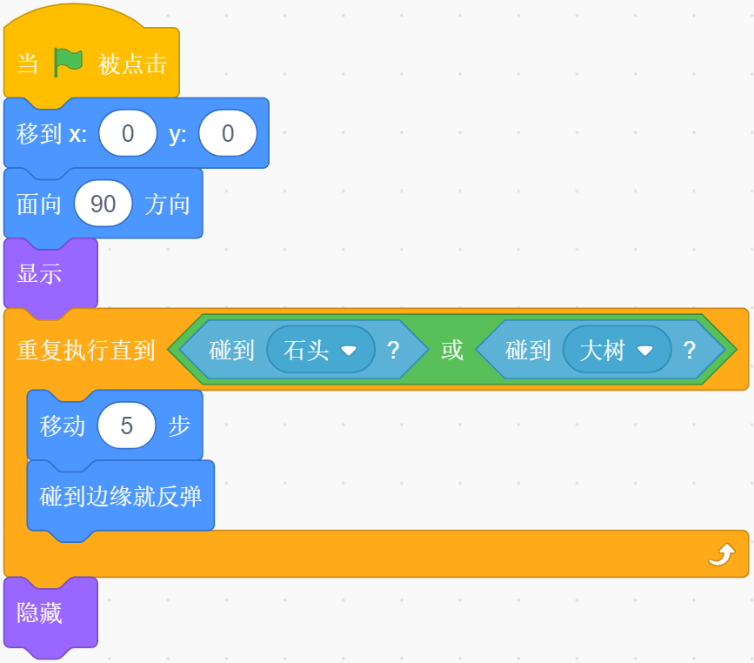 当 被点击
移到 x: 0 y: 0
面向 90 方向
显示
重复执行直到 碰到 石头 ? 或 碰到 大树 ?
移动 5 步
碰到边缘就反弹
隐藏